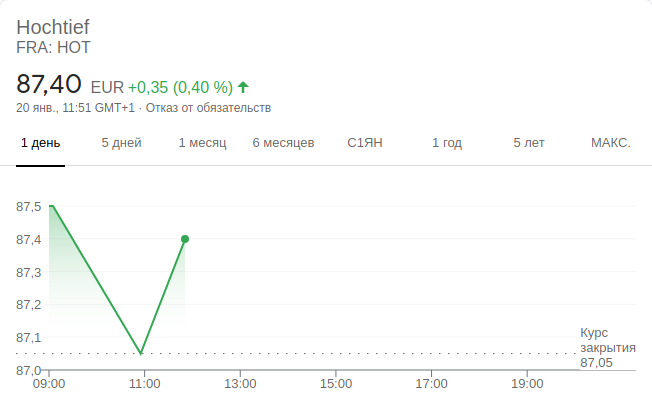 Hochtief
FRA: HOT
87,40 EUR +0,35 (0,40 %)
20 янв., 11:51 GMT+1 · Отказ от обязательств
1 день 5 дней 1 месяц 6 месяцев С1ЯН 1 год 5 лет МАКС.
87,5
87,4
87,3
87,2
87,1
87,0
Курс
закрытия
87,05
09:00 11:00 13:00 15:00 17:00 19:00